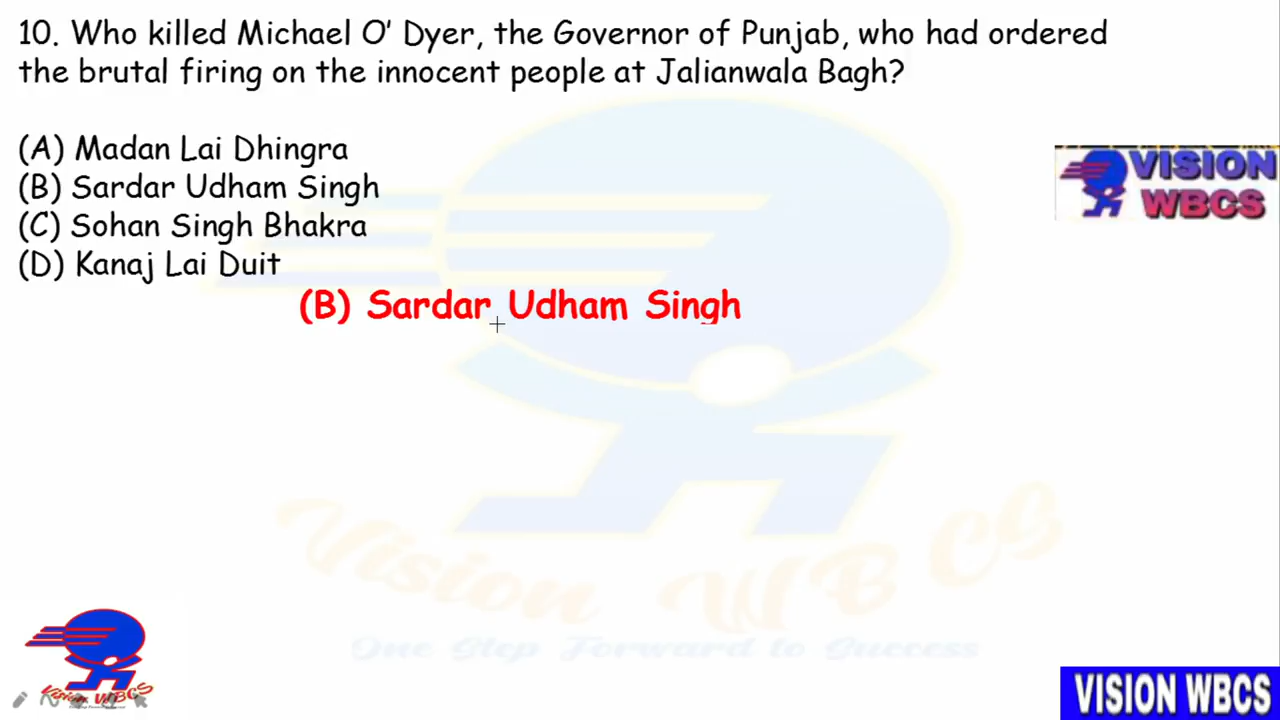 10. Who killed Michael O' Dyer, the Governor of Punjab, who had ordered
the brutal firing on the innocent people at Jalianwala Bagh?
(A) Madan Lai Dhingra
(B) Sardar Udham Singh
(C) Sohan Singh Bhakra
(D) Kanaj Lai Duit
(B) Sardar Udham Singh
VISION
WBCS
Vision WBCS
One Step Forward to Success
Vision WBCS
VISION WBCS